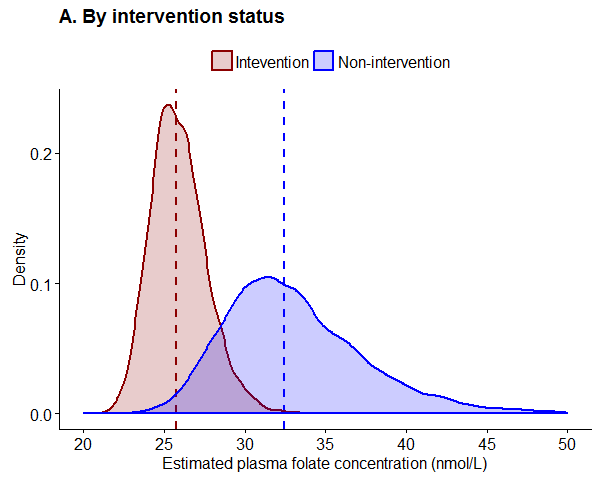 A. By intervention status
Intevention Non-intervention
0.2
0.1
0.0
Density
20 25 30 35 40 45 50
Estimated plasma folate concentration (nmol/L)